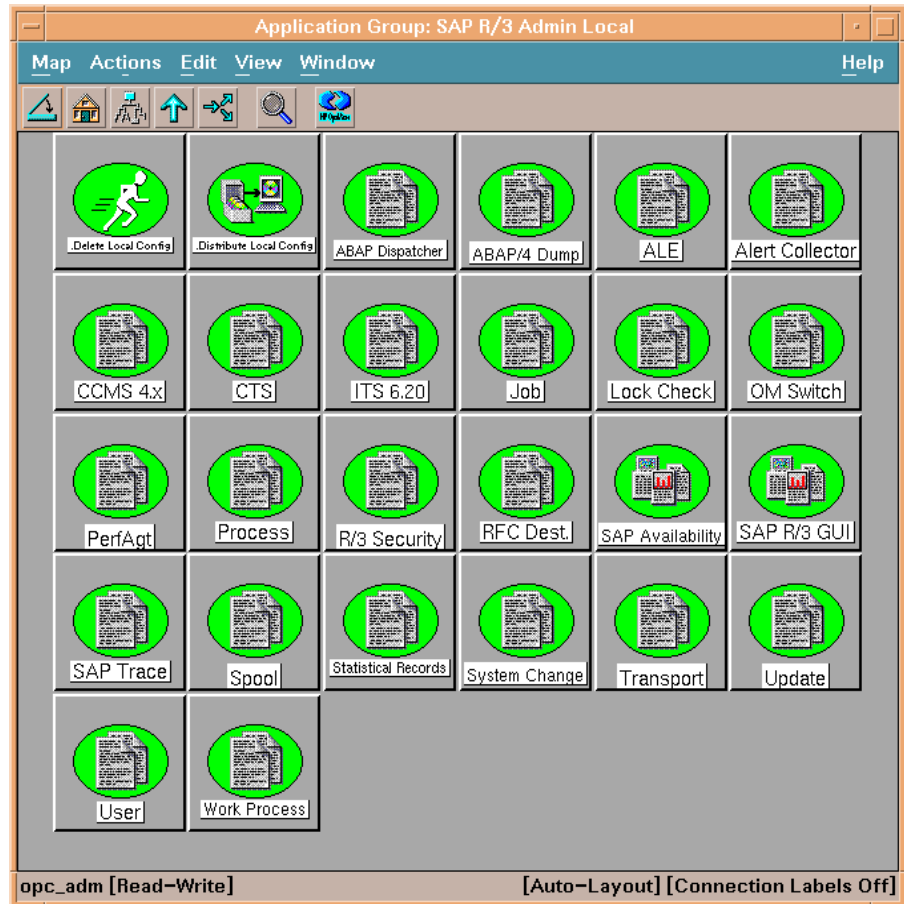 Application Group: SAP R/3 Admin Local
Map Actions Edit View Window Help
HP OpenView
.Delete Local Config .Distribute Local Config ABAP Dispatcher ABAP/4 Dump ALE Alert Collector
CCMS 4.x CTS ITS 6.20 Job Lock Check OM Switch
PerfAgt Process R/3 Security RFC Dest. SAP Availability SAP R/3 GUI
SAP Trace Spool Statistical Records System Change Transport Update
User Work Process
opc_adm [Read-Write] [Auto-Layout] [Connection Labels Off]